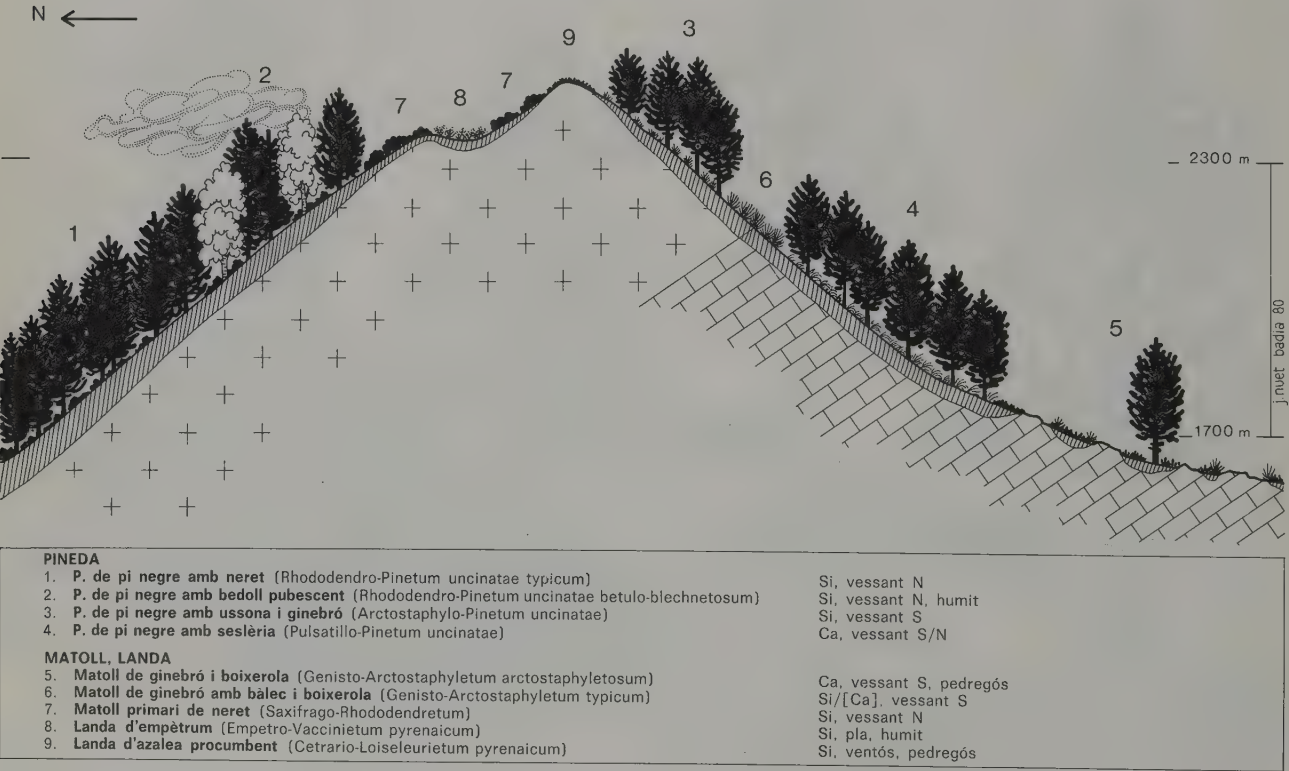 N
1
2
7
8
7
9
3
6
4
5
2300 m
1700 m
j.nuet badia 80
PINEDA
1. P. de pi negre amb neret (Rhododendro-Pinetum uncinatae typicum) Si, vessant N
2. P. de pi negre amb bedoll pubescent (Rhododendro-Pinetum uncinatae betulo-blechnetosum) Si, vessant N, humit
3. P. de pi negre amb ussona i ginebró (Arctostaphylo-Pinetum uncinatae) Si, vessant S
4. P. de pi negre amb seslèria (Pulsatillo-Pinetum uncinatae) Ca, vessant S/N
MATOLL, LANDA
5. Matoll de ginebró i boixerola (Genisto-Arctostaphyletum arctostaphyletosum) Ca, vessant S, pedregós
6. Matoll de ginebró amb bàlec i boixerola (Genisto-Arctostaphyletum typicum) Si/[Ca], vessant S
7. Matoll primari de neret (Saxifrago-Rhododendretum) Si, vessant N
8. Landa d'empètrum (Empetro-Vaccinietum pyrenaicum) Si, pla, humit
9. Landa d'azalea procumbent (Cetrario-Loiseleurietum pyrenaicum) Si, ventós, pedregós